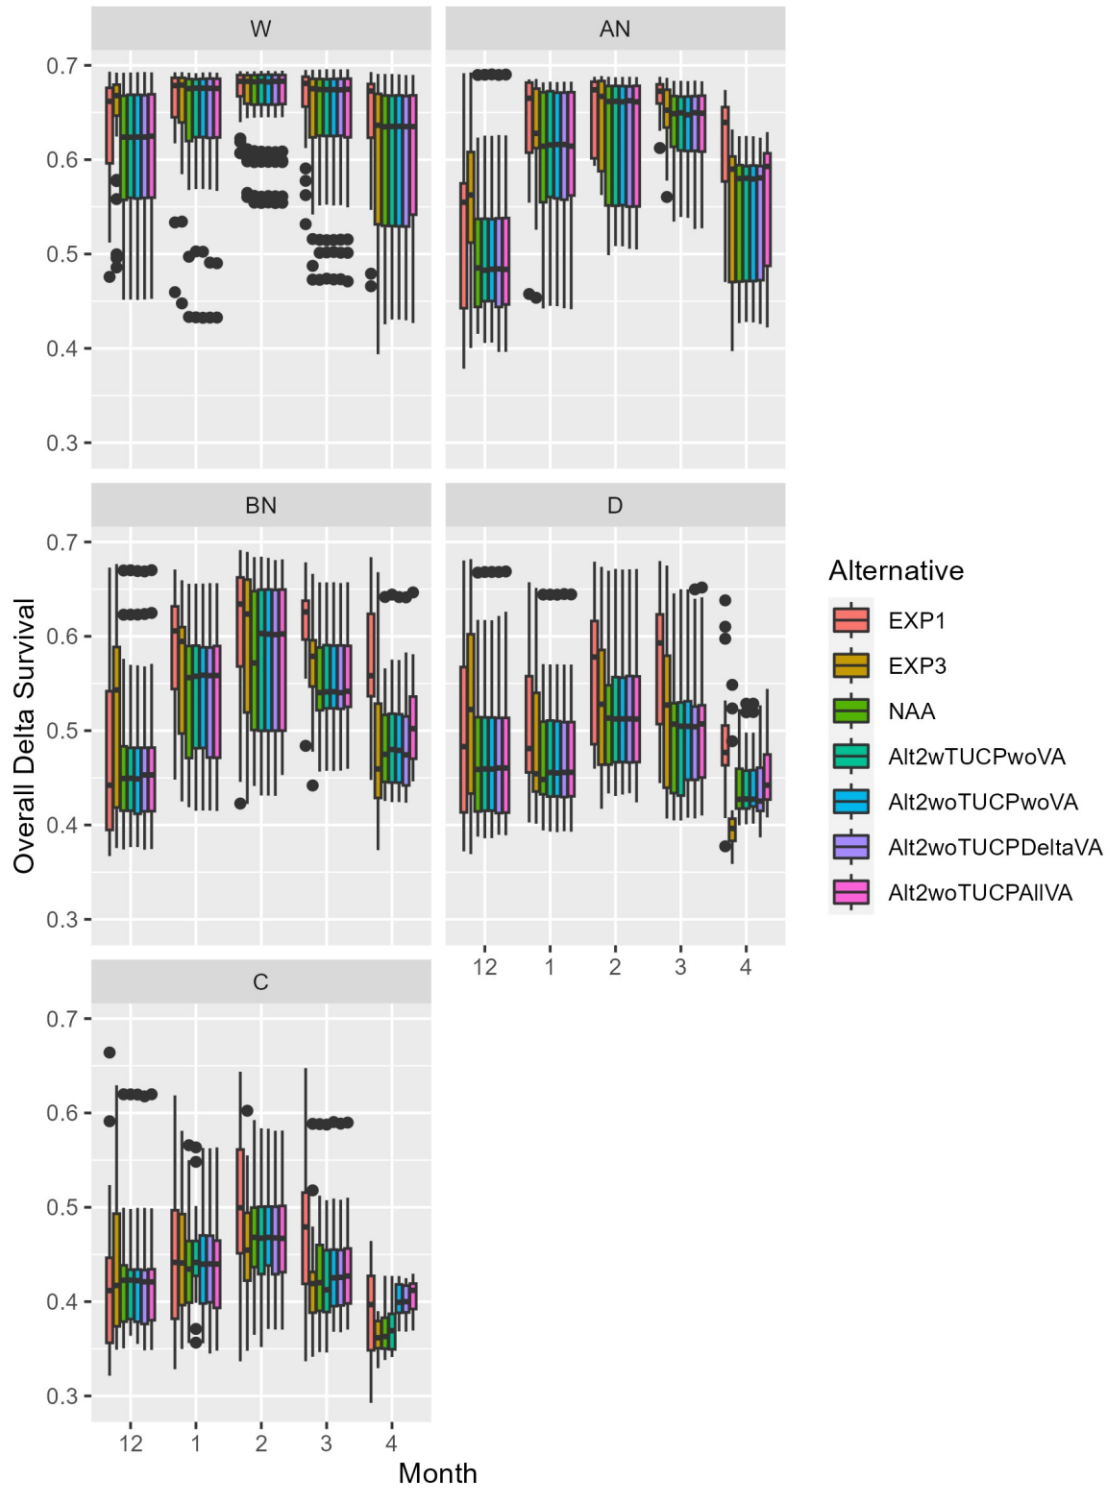 W
AN
0.7
0.6
0.5
0.4
0.3
BN
D
0.7
0.6
0.5
0.4
0.3
12 1 2 3 4
C
0.7
0.6
0.5
0.4
0.3
12 1 2 3 4
Month
Overall Delta Survival
Alternative
EXP1
EXP3
NAA
Alt2wTUCPwoVA
Alt2woTUCPwoVA
Alt2woTUCPDeltaVA
Alt2woTUCPAllVA